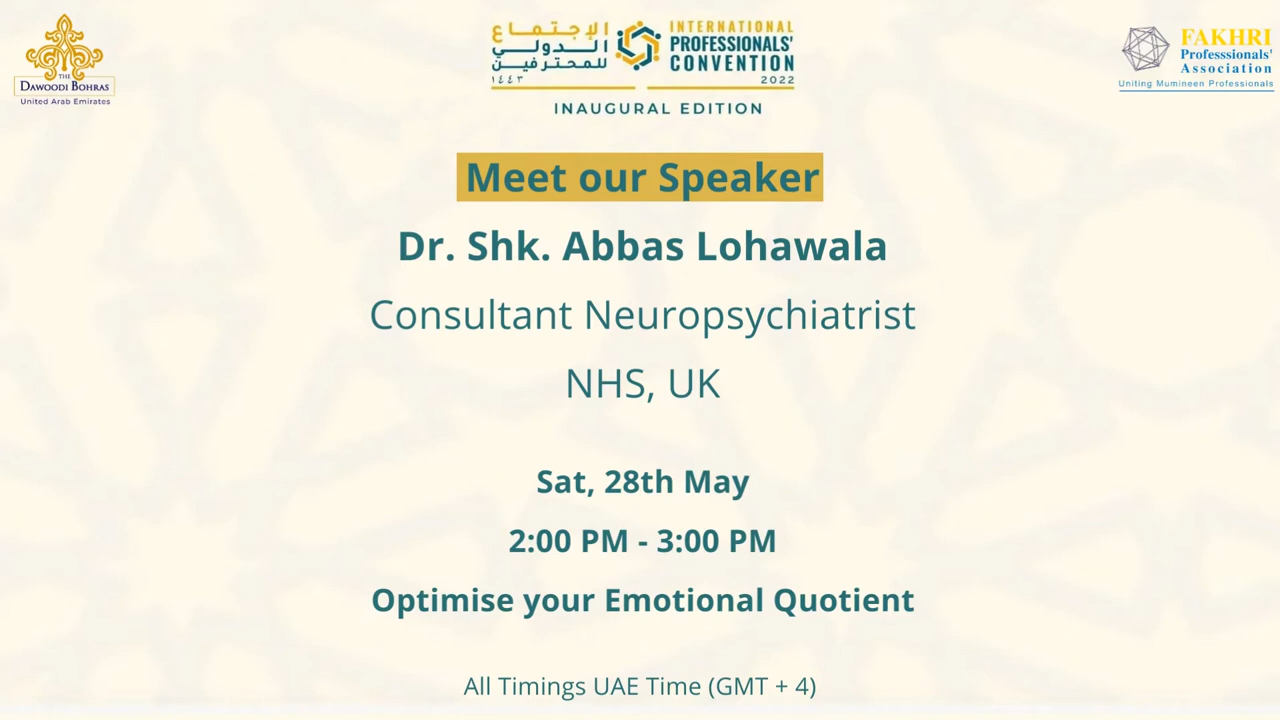 THE
DAWOODI BOHRAS
United Arab Emirates
الإجتماع
الدولي
للمحترفين
١٤٤٣
INTERNATIONAL
PROFESSIONALS'
CONVENTION
2022
INAUGURAL EDITION
FAKHRI
Professsionals'
Association
Uniting Mumineen Professionals
Meet our Speaker
Dr. Shk. Abbas Lohawala
Consultant Neuropsychiatrist
NHS, UK
Sat, 28th May
2:00 PM - 3:00 PM
Optimise your Emotional Quotient
All Timings UAE Time (GMT + 4)